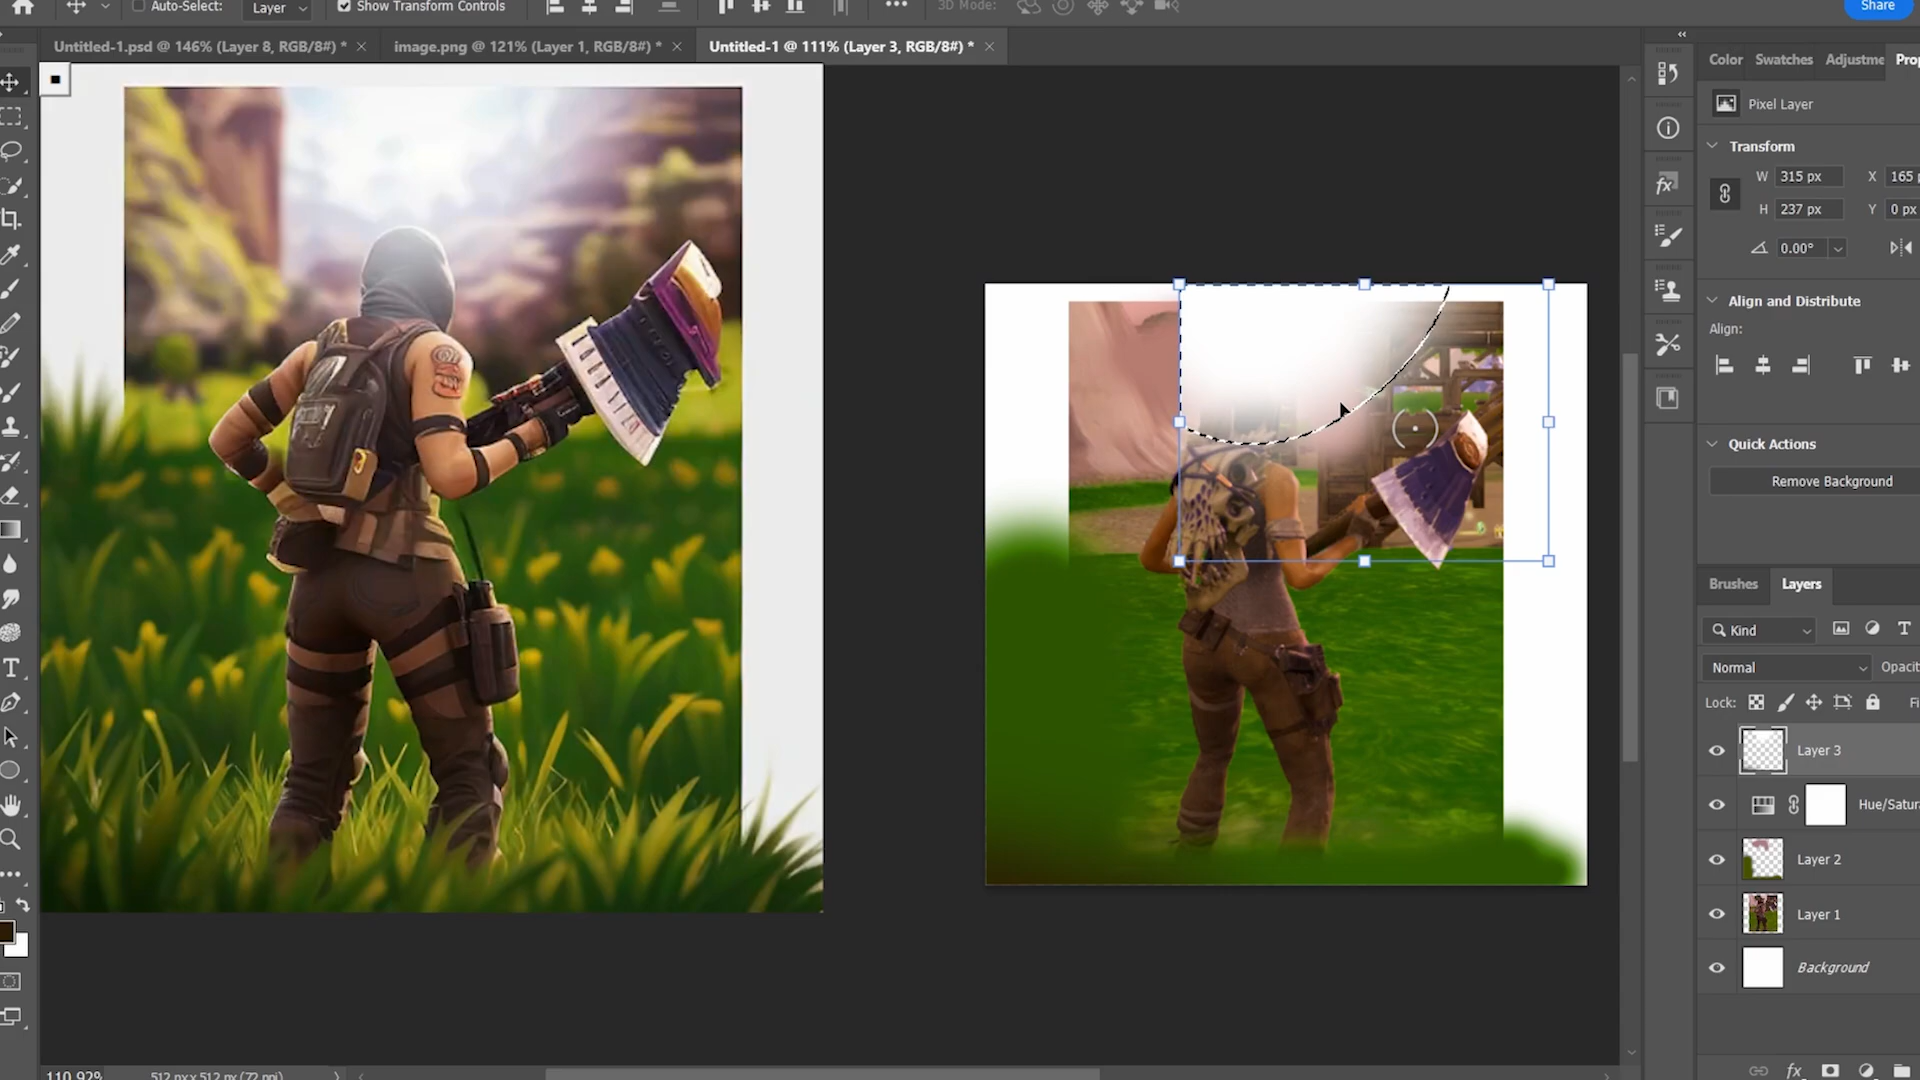 Auto-Select:
Layer
Show Transform Controls
3D Mode:
Share
Untitled-1.psd @ 146% (Layer 8, RGB/8#) *
image.png @ 121% (Layer 1, RGB/8#) *
Untitled-1 @ 111% (Layer 3, RGB/8#) *
Color
Swatches
Adjustme
Prop
Pixel Layer
Transform
W 315 px X 165 p
H 237 px Y 0 px
0.00°
Align and Distribute
Align:
Quick Actions
Remove Background
Brushes
Layers
Kind
Normal
Opacit
Lock:
Fi
Layer 3
Hue/Satura
Layer 2
Layer 1
Background
110.92%
512 px x 512 px (72 ppi)